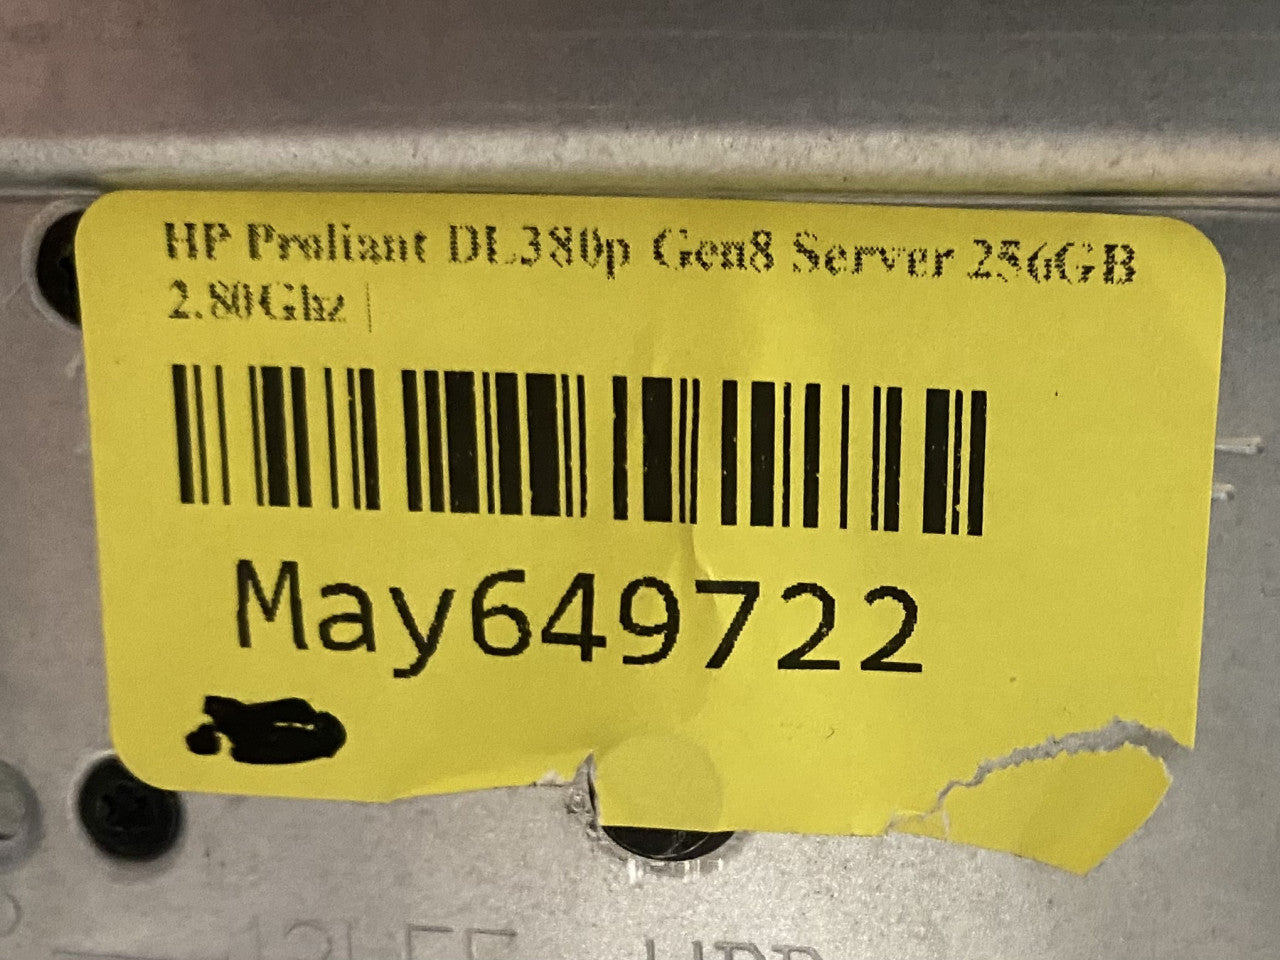 HP Proliant DL380p Gen8 Server 256GB
2.80Ghz |
May649722